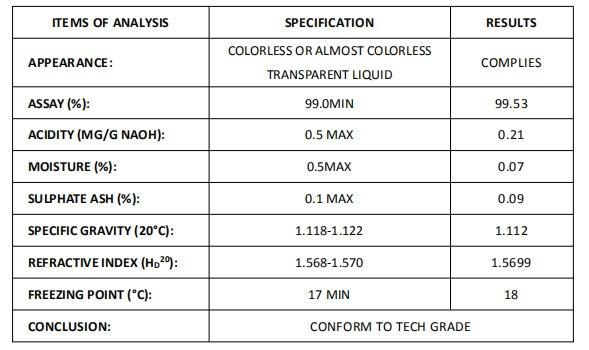 ITEMS OF ANALYSIS SPECIFICATION RESULTS
APPEARANCE: COLORLESS OR ALMOST COLORLESS TRANSPARENT LIQUID COMPLIES
ASSAY (%): 99.0MIN 99.53
ACIDITY (MG/G NAOH): 0.5 MAX 0.21
MOISTURE (%): 0.5MAX 0.07
SULPHATE ASH (%): 0.1 MAX 0.09
SPECIFIC GRAVITY (20°C): 1.118-1.122 1.112
REFRACTIVE INDEX (H_D^20): 1.568-1.570 1.5699
FREEZING POINT (°C): 17 MIN 18
CONCLUSION: CONFORM TO TECH GRADE